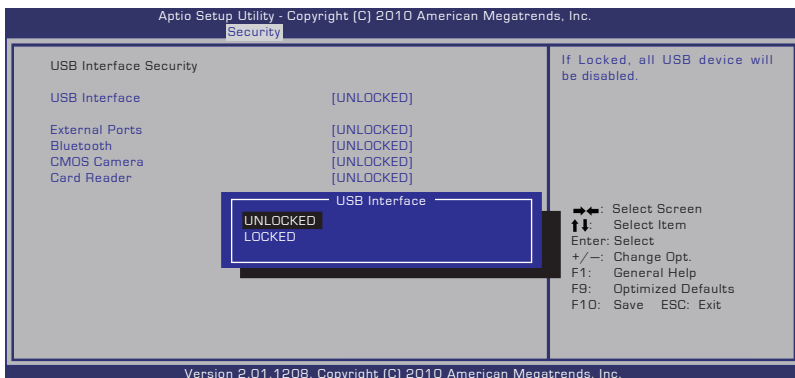 Aptio Setup Utility - Copyright (C) 2010 American Megatrends, Inc.
Security
USB Interface Security
USB Interface [UNLOCKED]
External Ports [UNLOCKED]
Bluetooth [UNLOCKED]
CMOS Camera [UNLOCKED]
Card Reader [UNLOCKED]
USB Interface
UNLOCKED
LOCKED
If Locked, all USB device will
be disabled.
→←: Select Screen
↑↓: Select Item
Enter: Select
+/—: Change Opt.
F1: General Help
F9: Optimized Defaults
F10: Save ESC: Exit
Version 2.01.1208. Copyright (C) 2010 American Megatrends, Inc.